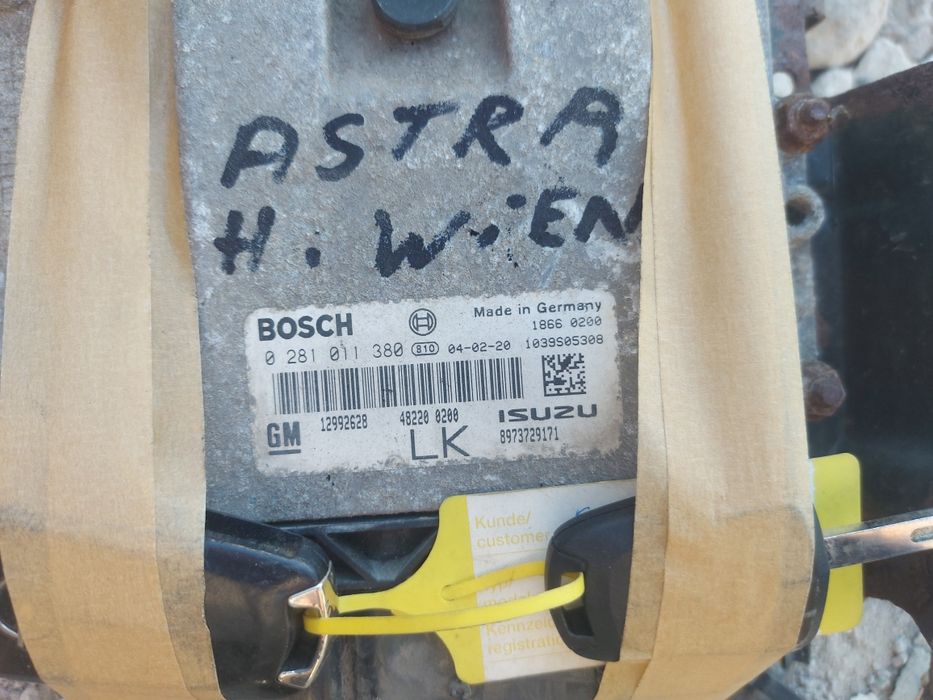 ASTRA
H. W.iEN
BOSCH Made in Germany
1866 0200
0 281 011 380 810 04-02-20 1039S05308
12992628 48220 0200 ISUZU
GM LK 8973729171
Kunde/
customer
Kennzei
registrati